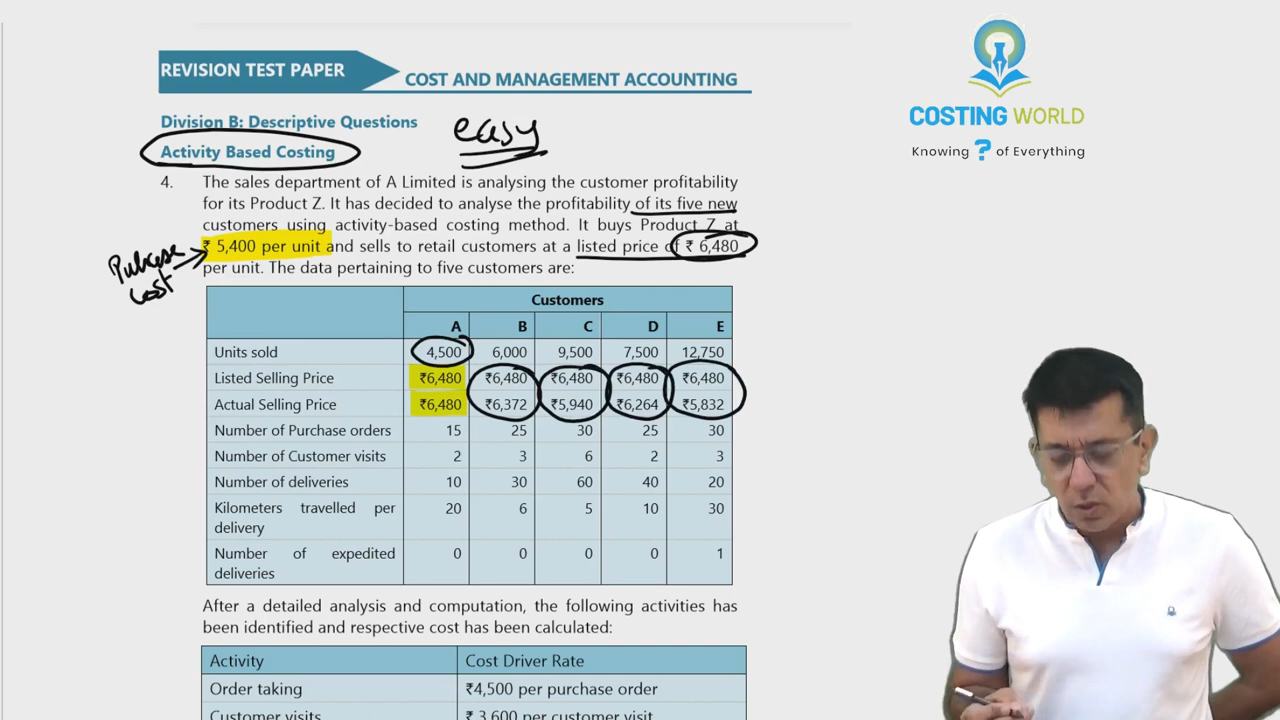 REVISION TEST PAPER
COST AND MANAGEMENT ACCOUNTING
COSTING WORLD
Knowing ? of Everything
Division B: Descriptive Questions
easy
Activity Based Costing
4. The sales department of A Limited is analysing the customer profitability
for its Product Z. It has decided to analyse the profitability of its five new
customers using activity-based costing method. It buys Product Z at
₹ 5,400 per unit and sells to retail customers at a listed price of ₹ 6,480
per unit. The data pertaining to five customers are:
cost
Customers
A B C D E
Units sold 4,500 6,000 9,500 7,500 12,750
Listed Selling Price ₹6,480 ₹6,480 ₹6,480 ₹6,480 ₹6,480
Actual Selling Price ₹6,480 ₹6,372 ₹5,940 ₹6,264 ₹5,832
Number of Purchase orders 15 25 30 25 30
Number of Customer visits 2 3 6 2 3
Number of deliveries 10 30 60 40 20
Kilometers travelled per 20 6 5 10 30
delivery
Number of expedited 0 0 0 0 1
deliveries
After a detailed analysis and computation, the following activities has
been identified and respective cost has been calculated:
Activity Cost Driver Rate
Order taking ₹4,500 per purchase order
Customer visits ₹ 3,600 per customer visit